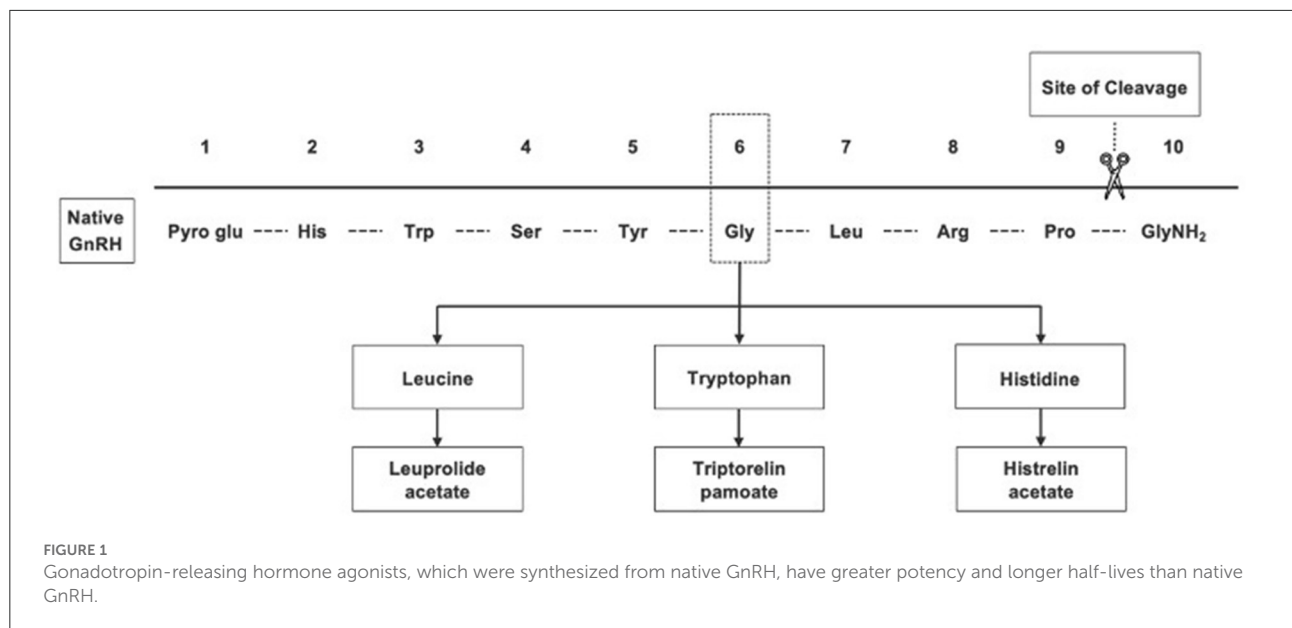 Site of Cleavage
1 2 3 4 5 6 7 8 9 10
Native
GnRH
Pyro glu ---- His ---- Trp ---- Ser ---- Tyr ---- Gly ---- Leu ---- Arg ---- Pro ---- GlyNH₂
Leucine Tryptophan Histidine
Leuprolide
acetate
Triptorelin
pamoate
Histrelin
acetate
FIGURE 1
Gonadotropin-releasing hormone agonists, which were synthesized from native GnRH, have greater potency and longer half-lives than native
GnRH.